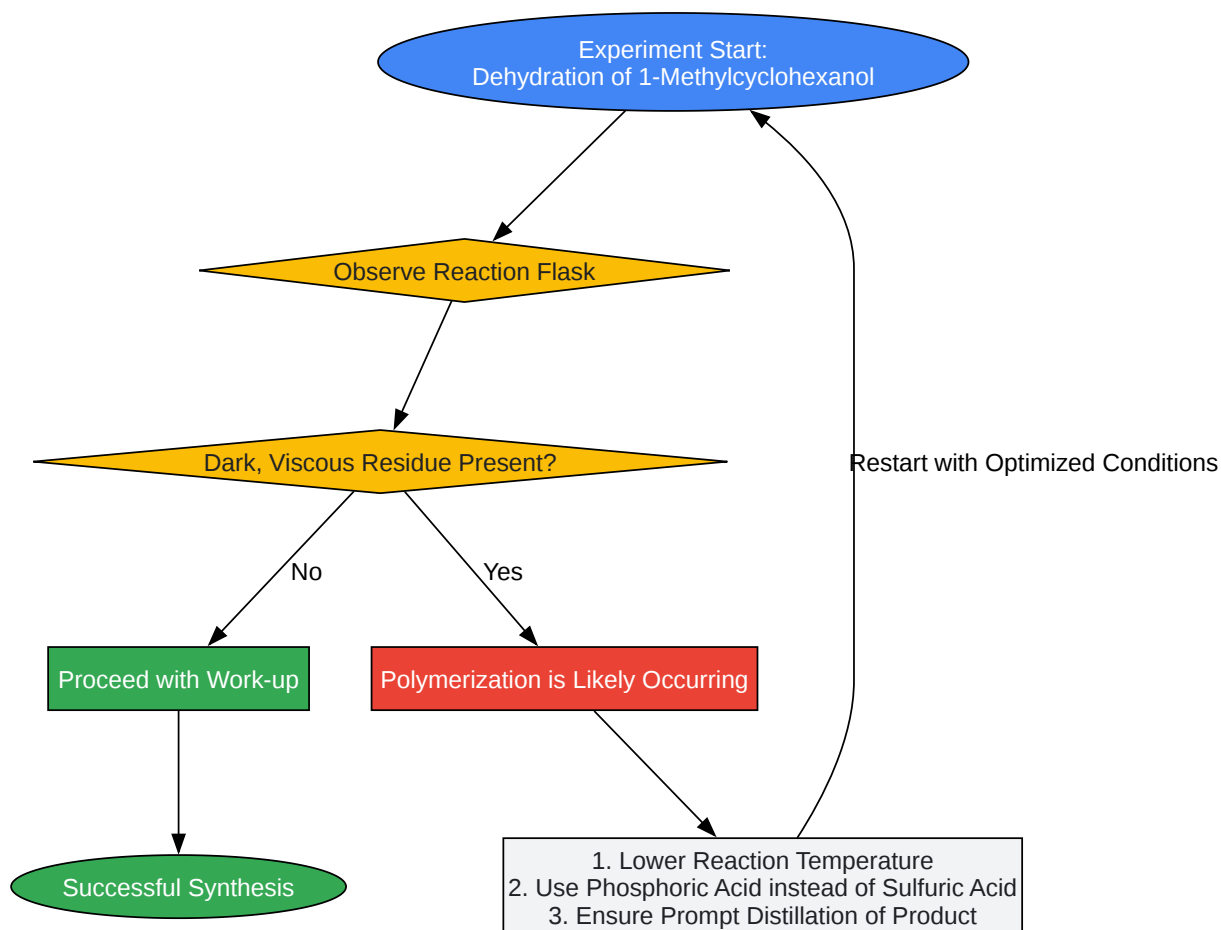 Experiment Start:
Dehydration of 1-Methylcyclohexanol
Observe Reaction Flask
Dark, Viscous Residue Present?
Restart with Optimized Conditions
No
Yes
Proceed with Work-up
Polymerization is Likely Occurring
Successful Synthesis
1. Lower Reaction Temperature
2. Use Phosphoric Acid instead of Sulfuric Acid
3. Ensure Prompt Distillation of Product